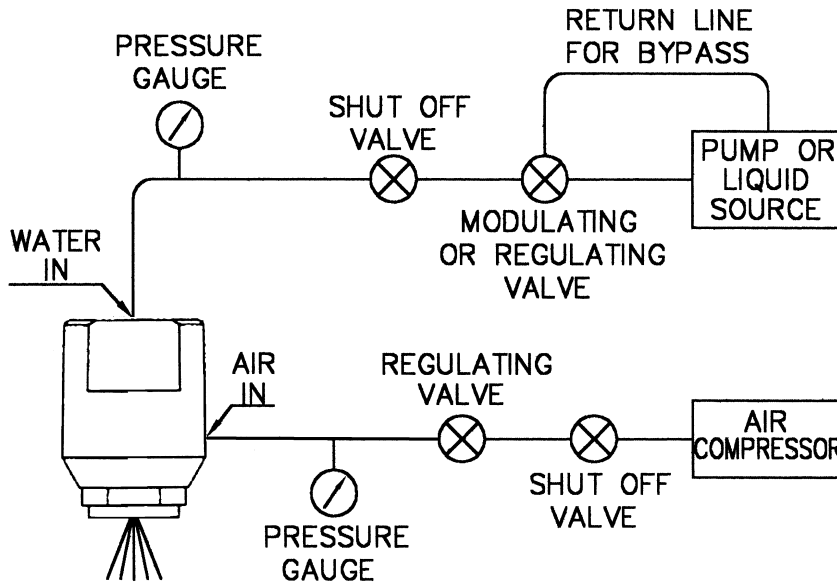 RETURN LINE
FOR BYPASS
PRESSURE
GAUGE
SHUT OFF
VALVE
PUMP OR
LIQUID
SOURCE
MODULATING
OR REGULATING
VALVE
WATER
IN
AIR
IN
REGULATING
VALVE
AIR
COMPRESSOR
SHUT OFF
VALVE
PRESSURE
GAUGE